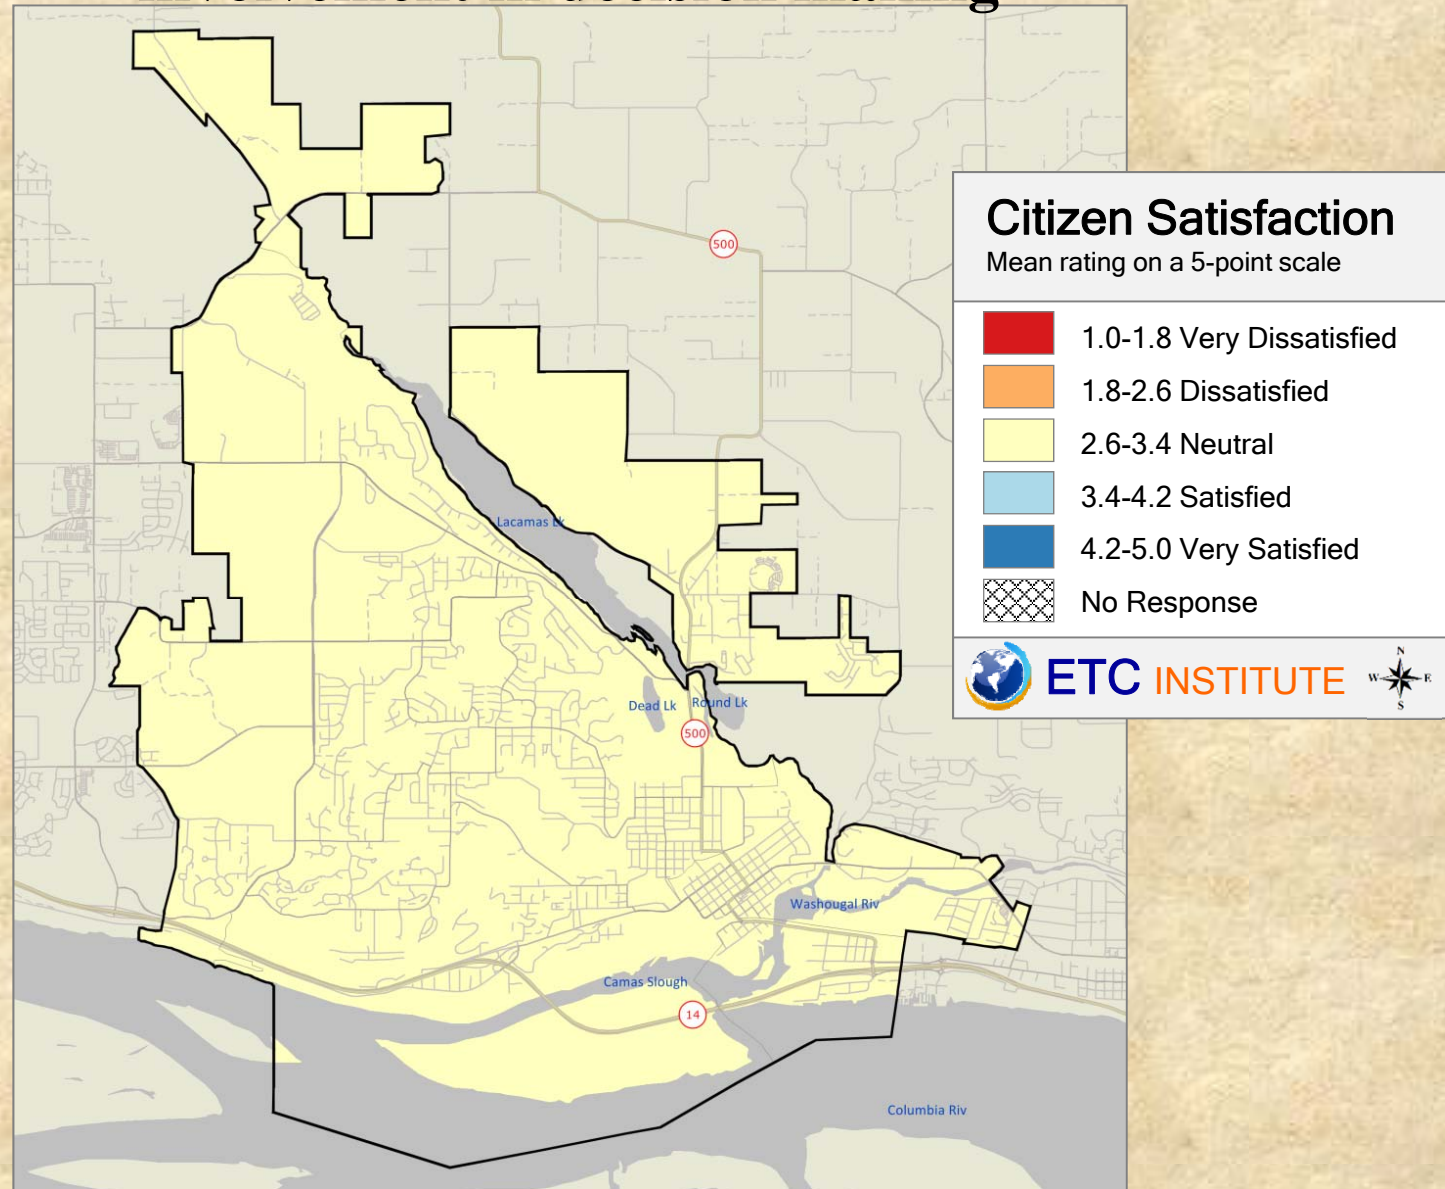 500
Citizen Satisfaction
Mean rating on a 5-point scale
1.0-1.8 Very Dissatisfied
1.8-2.6 Dissatisfied
2.6-3.4 Neutral
3.4-4.2 Satisfied
4.2-5.0 Very Satisfied
No Response
ETC INSTITUTE
N
W E
S
Lacamas Lk
Dead Lk
Round Lk
500
Washougal Riv
Camas Slough
14
Columbia Riv